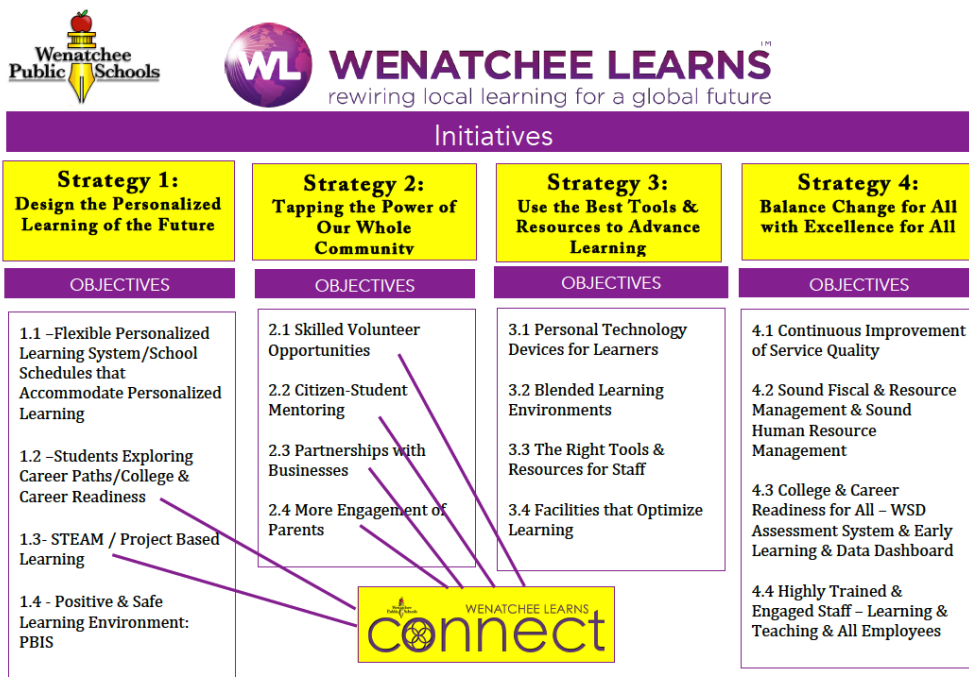 Wenatchee
Public Schools
WL
WENATCHEE LEARNS™
rewiring local learning for a global future
Initiatives
Strategy 1:
Design the Personalized
Learning of the Future
OBJECTIVES
1.1 –Flexible Personalized
Learning System/School
Schedules that
Accommodate Personalized
Learning
1.2 –Students Exploring
Career Paths/College &
Career Readiness
1.3- STEAM / Project Based
Learning
1.4 - Positive & Safe
Learning Environment:
PBIS
Strategy 2:
Tapping the Power of
Our Whole
Community
OBJECTIVES
2.1 Skilled Volunteer
Opportunities
2.2 Citizen-Student
Mentoring
2.3 Partnerships with
Businesses
2.4 More Engagement of
Parents
Strategy 3:
Use the Best Tools &
Resources to Advance
Learning
OBJECTIVES
3.1 Personal Technology
Devices for Learners
3.2 Blended Learning
Environments
3.3 The Right Tools &
Resources for Staff
3.4 Facilities that Optimize
Learning
Strategy 4:
Balance Change for All
with Excellence for All
OBJECTIVES
4.1 Continuous Improvement
of Service Quality
4.2 Sound Fiscal & Resource
Management & Sound
Human Resource
Management
4.3 College & Career
Readiness for All – WSD
Assessment System & Early
Learning & Data Dashboard
4.4 Highly Trained &
Engaged Staff – Learning &
Teaching & All Employees
Wenatchee
Public Schools
WENATCHEE LEARNS
connect